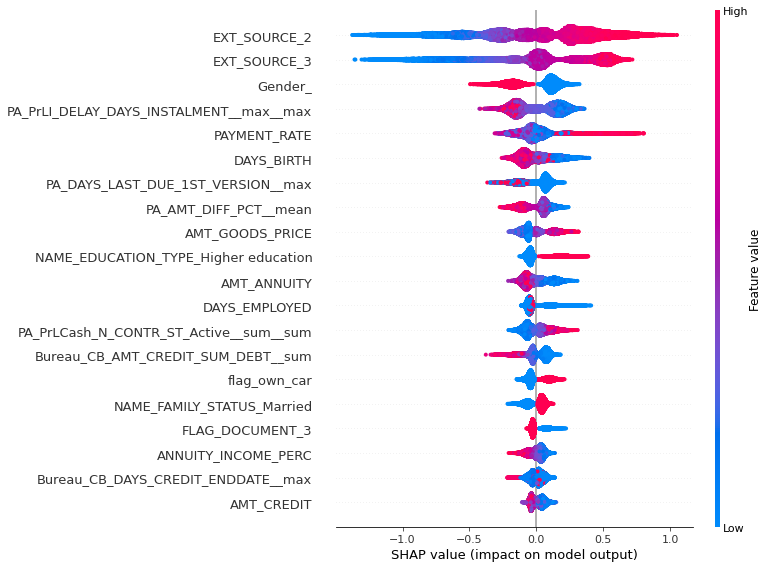 High
EXT_SOURCE_2
EXT_SOURCE_3
Gender_
PA_PrLI_DELAY_DAYS_INSTALMENT__max__max
PAYMENT_RATE
DAYS_BIRTH
PA_DAYS_LAST_DUE_1ST_VERSION__max
PA_AMT_DIFF_PCT__mean
AMT_GOODS_PRICE
NAME_EDUCATION_TYPE_Higher education
AMT_ANNUITY
DAYS_EMPLOYED
PA_PrLCash_N_CONTR_ST_Active__sum__sum
Bureau_CB_AMT_CREDIT_SUM_DEBT__sum
flag_own_car
NAME_FAMILY_STATUS_Married
FLAG_DOCUMENT_3
ANNUITY_INCOME_PERC
Bureau_CB_DAYS_CREDIT_ENDDATE__max
AMT_CREDIT
Feature value
Low
−1.0 −0.5 0.0 0.5 1.0
SHAP value (impact on model output)